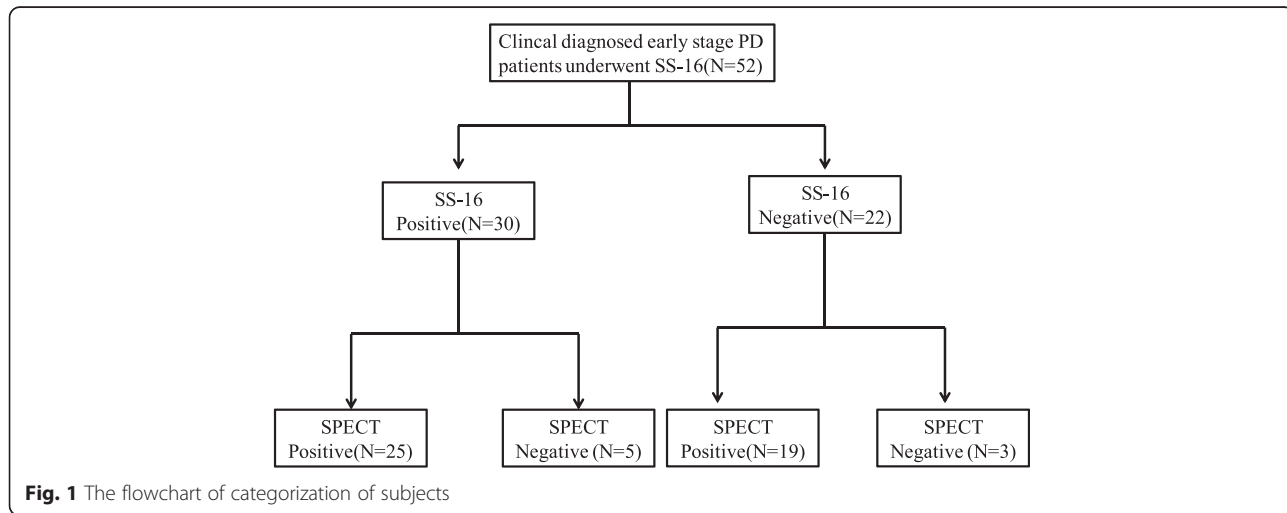 Clincal diagnosed early stage PD
patients underwent SS-16(N=52)
SS-16
Positive(N=30)
SS-16
Negative(N=22)
SPECT
Positive(N=25)
SPECT
Negative (N=5)
SPECT
Positive(N=19)
SPECT
Negative(N=3)
Fig. 1 The flowchart of categorization of subjects